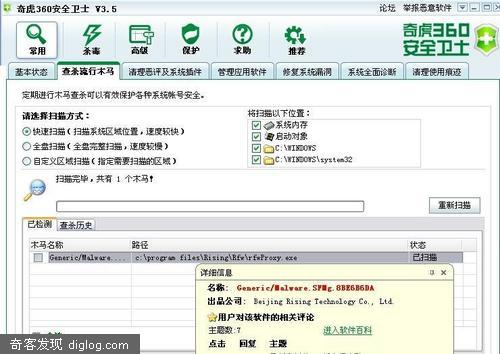 奇虎360安全卫士 V3.5
论坛 举报恶意软件
常用 杀毒 高级 保护 求助 推荐
奇虎360
安全卫士
基本状态 查杀流行木马 清理恶评及系统插件 管理应用软件 修复系统漏洞 系统全面诊断 清理使用痕迹
定期进行木马查杀可以有效保护各种系统帐号安全。
请选择扫描方式：
快速扫描（扫描系统区域位置，速度较快）
全盘扫描（全盘完整扫描，速度较慢）
自定义区域扫描（指定需要扫描的区域）
将扫描以下位置：
系统内存
启动对象
C:\WINDOWS
C:\WINDOWS\system32
扫描完毕，共有 1 个木马！
重新扫描
已检测 查杀历史
木马名称 路径 状态
Generic/Malware.... c:\program files\Rising\Rfw\rfwProxy.exe 已扫描
详细信息
名称： Generic/Malware.SPMg.8BE6B6DA
出品公司： Beijing Rising Technology Co., Ltd.
用户对该软件的相关评论
主题数：7 进入软件百科
点击 回复 主题
奇客发现 diglog.com